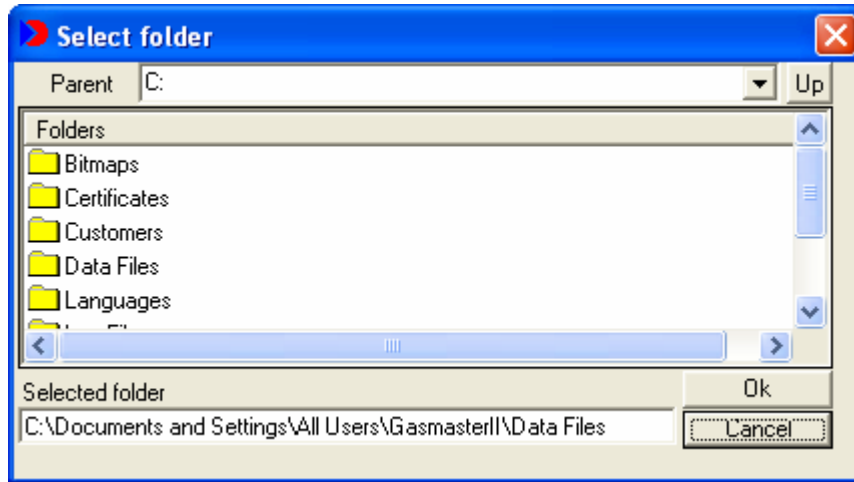 Select folder
Parent C: Up
Folders
Bitmaps
Certificates
Customers
Data Files
Languages
Selected folder Ok
C:\Documents and Settings\All Users\GasmasterII\Data Files Cancel